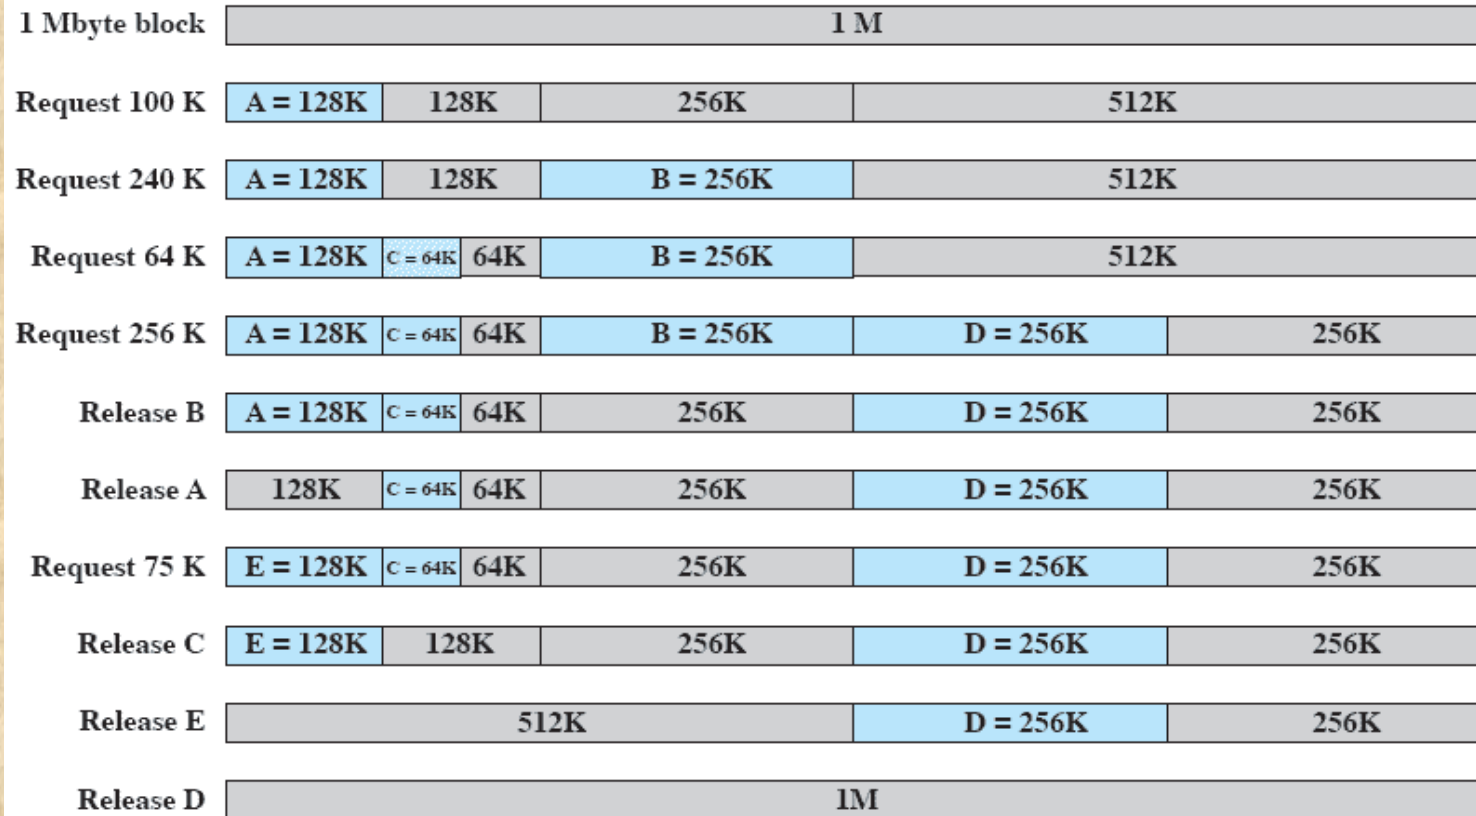 1 Mbyte block 1 M
Request 100 K A = 128K 128K 256K 512K
Request 240 K A = 128K 128K B = 256K 512K
Request 64 K A = 128K C = 64K 64K B = 256K 512K
Request 256 K A = 128K C = 64K 64K B = 256K D = 256K 256K
Release B A = 128K C = 64K 64K 256K D = 256K 256K
Release A 128K C = 64K 64K 256K D = 256K 256K
Request 75 K E = 128K C = 64K 64K 256K D = 256K 256K
Release C E = 128K 128K 256K D = 256K 256K
Release E 512K D = 256K 256K
Release D 1M